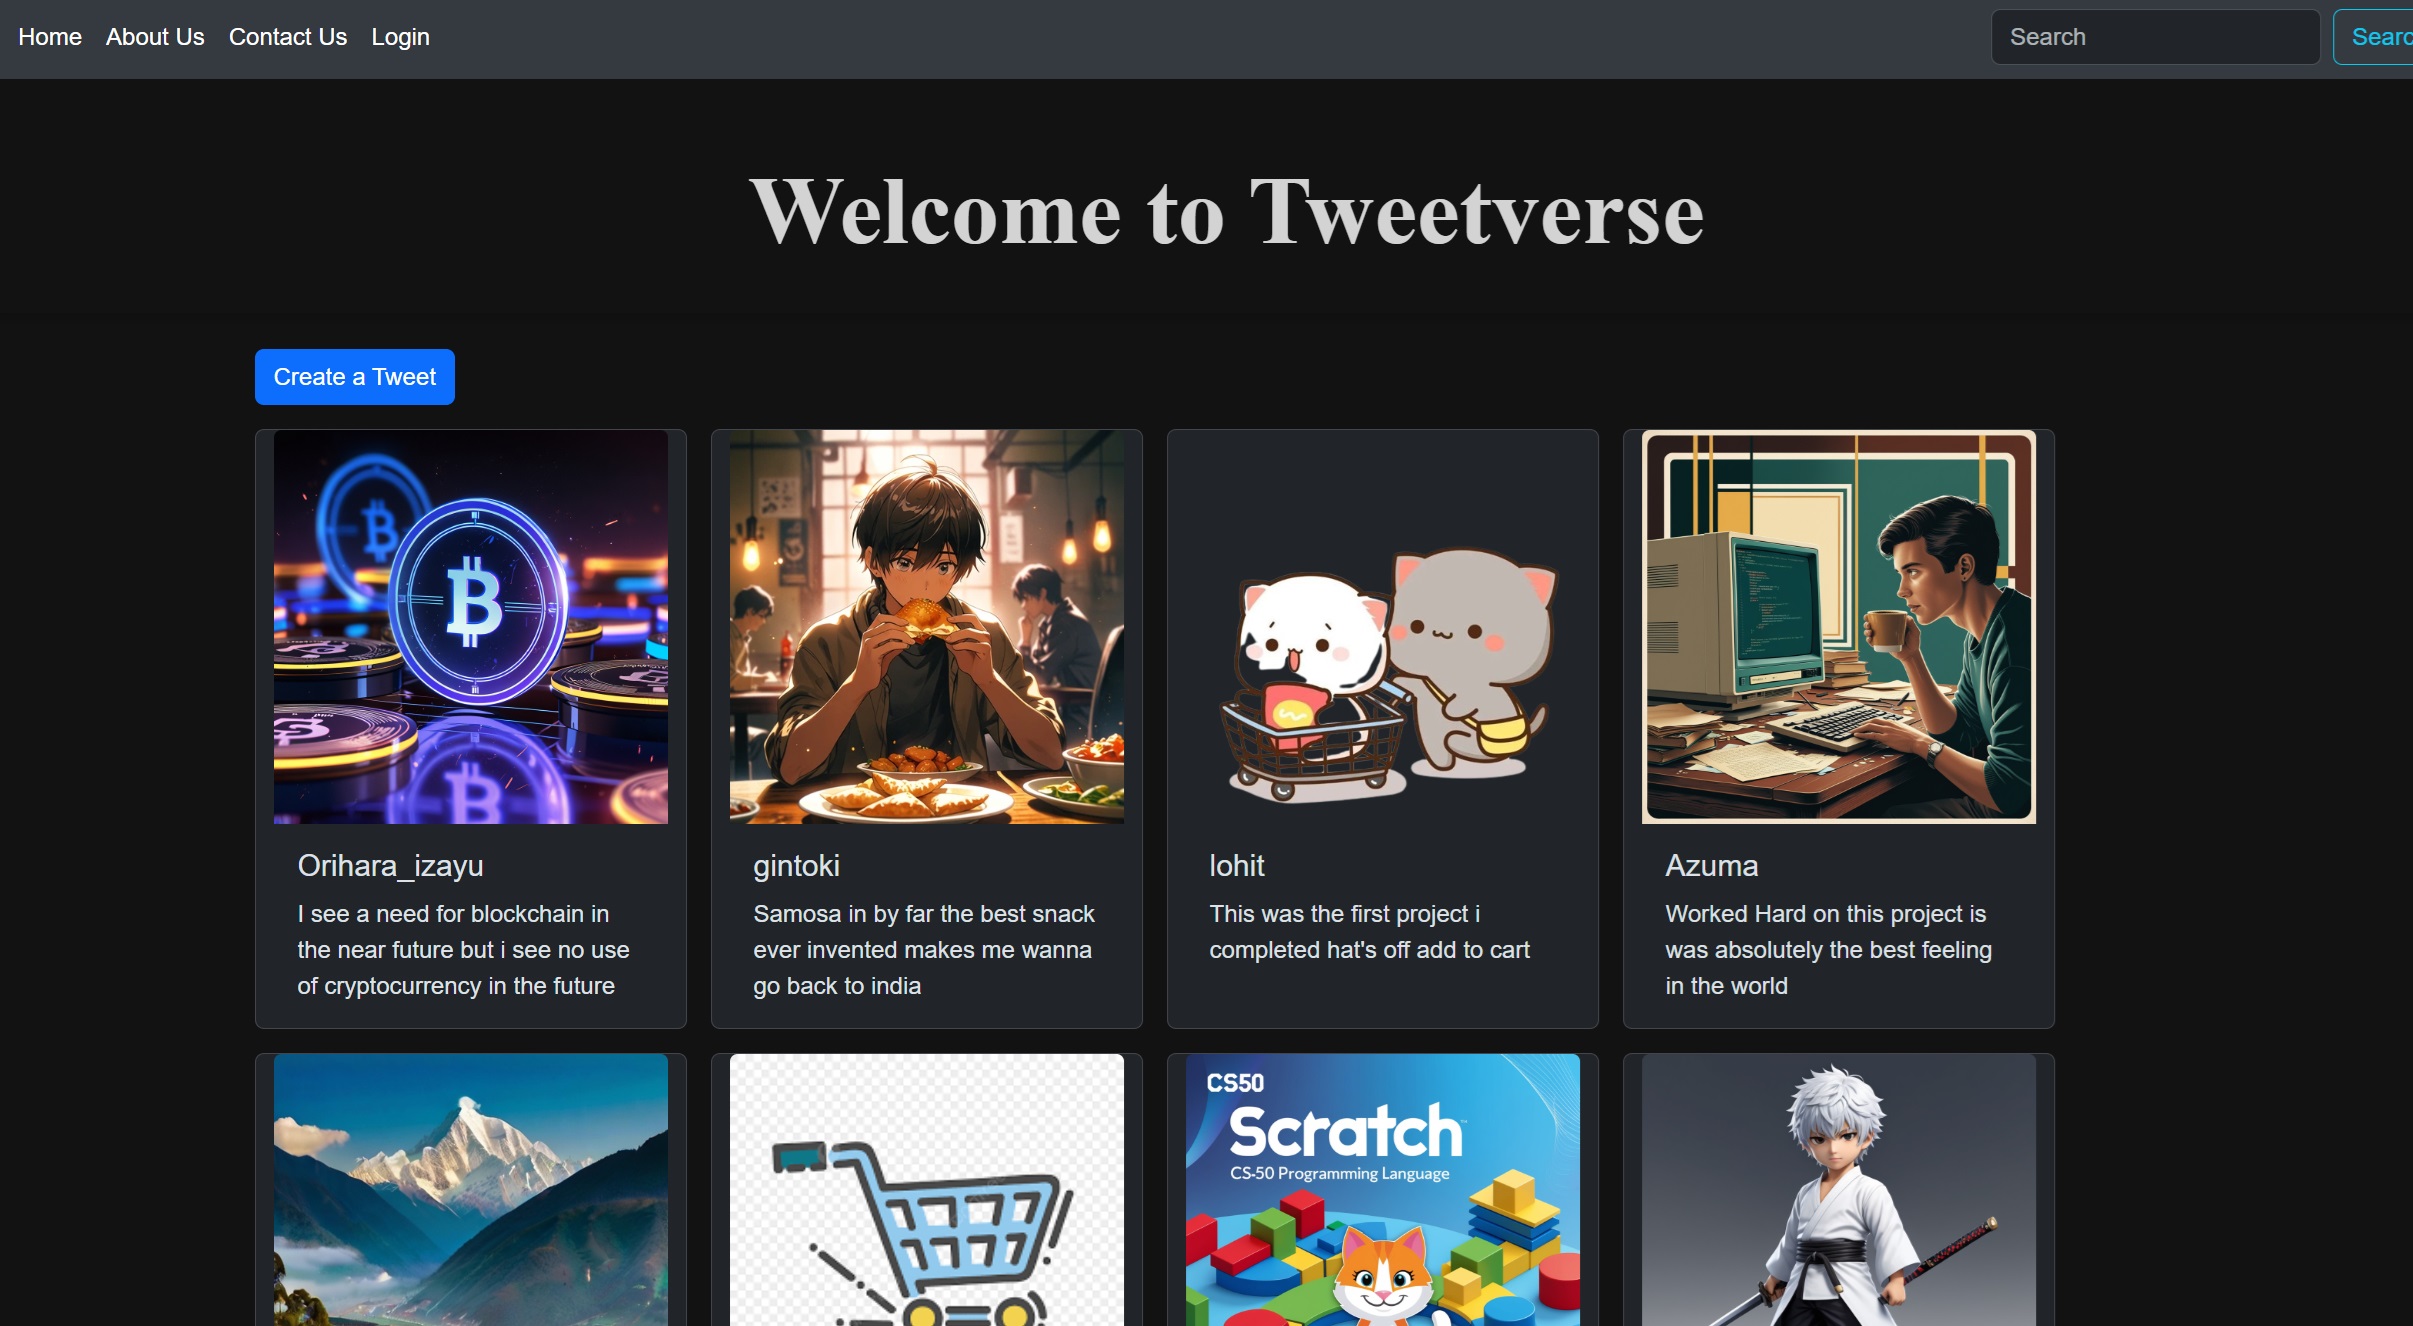 Home About Us Contact Us Login Search Searc
Welcome to Tweetverse
Create a Tweet
Orihara_izayu
I see a need for blockchain in
the near future but i see no use
of cryptocurrency in the future
gintoki
Samosa in by far the best snack
ever invented makes me wanna
go back to india
lohit
This was the first project i
completed hat's off add to cart
Azuma
Worked Hard on this project is
was absolutely the best feeling
in the world
CS50
Scratch
CS-50 Programming Language